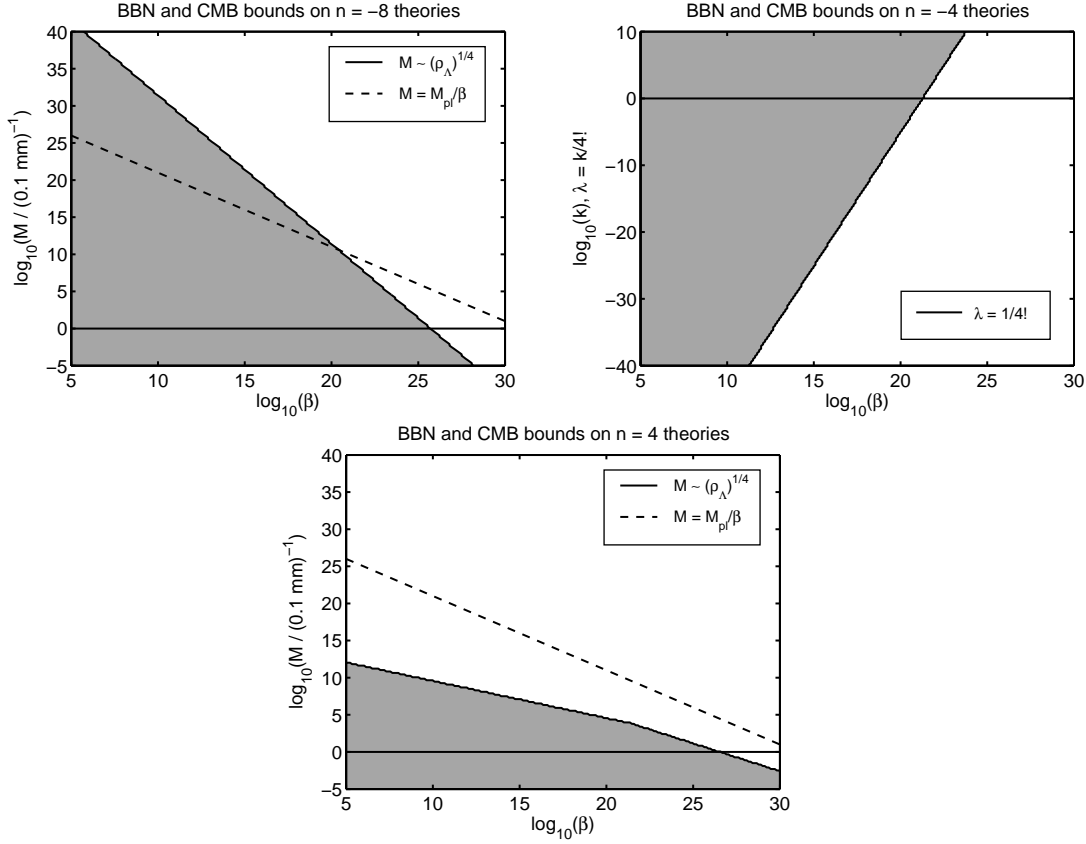 BBN and CMB bounds on n = −8 theories
log₁₀(M / (0.1 mm)⁻¹)
40
35
30
25
20
15
10
5
0
−5
M ~ (ρ_Λ)^1/4
M = M_pl/β
5 10 15 20 25 30
log₁₀(β)
BBN and CMB bounds on n = −4 theories
log₁₀(k), λ = k/4!
10
0
−10
−20
−30
−40
λ = 1/4!
5 10 15 20 25 30
log₁₀(β)
BBN and CMB bounds on n = 4 theories
log₁₀(M / (0.1 mm)⁻¹)
40
35
30
25
20
15
10
5
0
−5
M ~ (ρ_Λ)^1/4
M = M_pl/β
5 10 15 20 25 30
log₁₀(β)